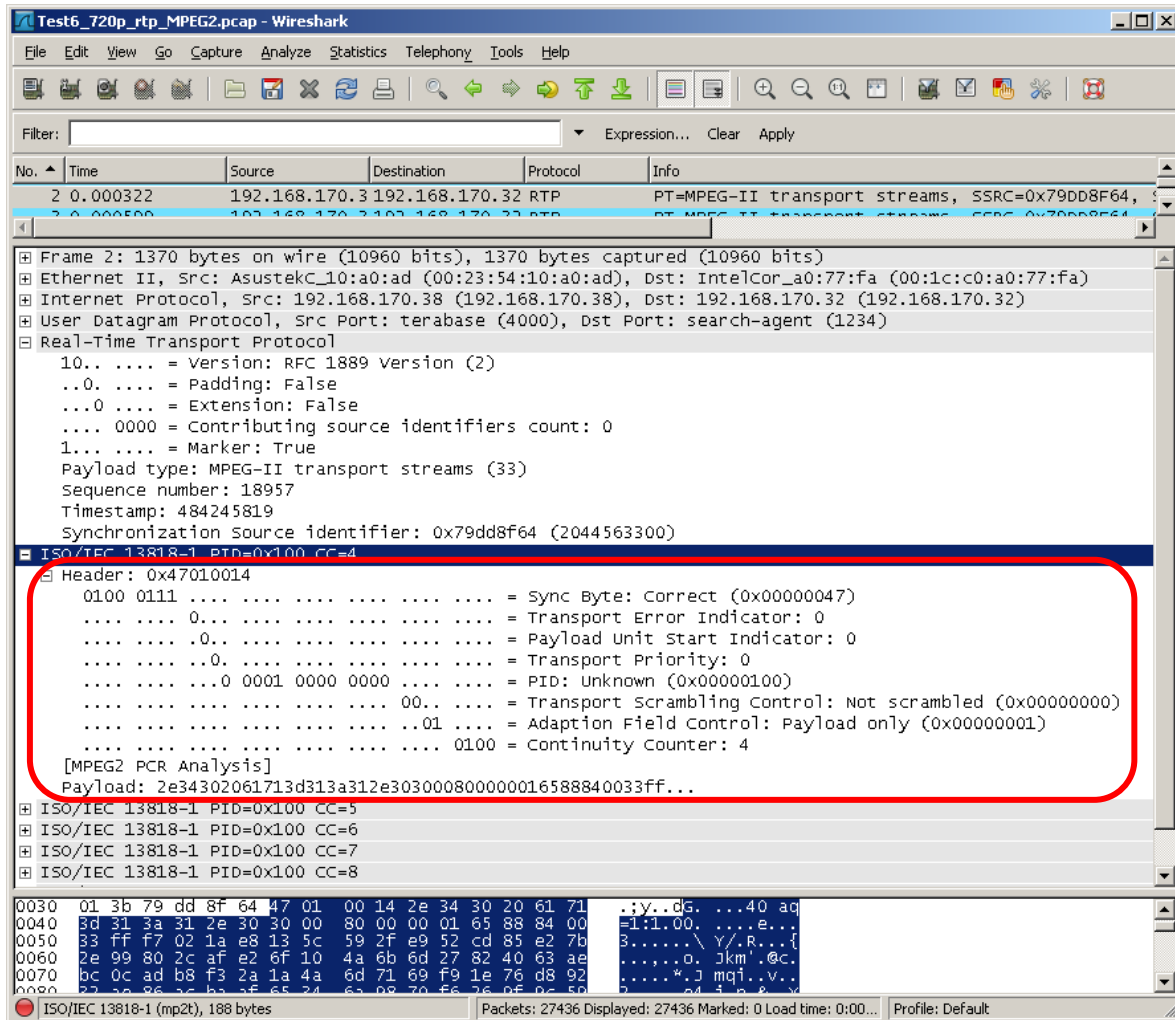 Test6_720p_rtp_MPEG2.pcap - Wireshark
File Edit View Go Capture Analyze Statistics Telephony Tools Help
Filter: Expression... Clear Apply
No. Time Source Destination Protocol Info
2 0.000322 192.168.170.3 192.168.170.32 RTP PT=MPEG-II transport streams, SSRC=0x79DD8F64,
Frame 2: 1370 bytes on wire (10960 bits), 1370 bytes captured (10960 bits)
Ethernet II, Src: AsustekC_10:a0:ad (00:23:54:10:a0:ad), Dst: IntelCor_a0:77:fa (00:1c:c0:a0:77:fa)
Internet Protocol, Src: 192.168.170.38 (192.168.170.38), Dst: 192.168.170.32 (192.168.170.32)
User Datagram Protocol, Src Port: terabase (4000), Dst Port: search-agent (1234)
Real-Time Transport Protocol
10.. .... = Version: RFC 1889 Version (2)
..0. .... = Padding: False
...0 .... = Extension: False
.... 0000 = Contributing source identifiers count: 0
1... .... = Marker: True
Payload type: MPEG-II transport streams (33)
Sequence number: 18957
Timestamp: 484245819
Synchronization Source identifier: 0x79dd8f64 (2044563300)
ISO/IEC 13818-1 PID=0x100 CC=4
Header: 0x47010014
0100 0111 .... .... .... .... .... .... = Sync Byte: Correct (0x00000047)
.... .... 0... .... .... .... .... .... = Transport Error Indicator: 0
.... .... .0.. .... .... .... .... .... = Payload Unit Start Indicator: 0
.... .... ..0. .... .... .... .... .... = Transport Priority: 0
.... .... ...0 0001 0000 0000 .... .... = PID: Unknown (0x00000100)
.... .... .... .... .... .... 00.. .... = Transport Scrambling Control: Not scrambled (0x00000000)
.... .... .... .... .... .... ..01 .... = Adaption Field Control: Payload only (0x00000001)
.... .... .... .... .... .... .... 0100 = Continuity Counter: 4
[MPEG2 PCR Analysis]
Payload: 2e34302061713d313a312e303000800000016588840033ff...
ISO/IEC 13818-1 PID=0x100 CC=5
ISO/IEC 13818-1 PID=0x100 CC=6
ISO/IEC 13818-1 PID=0x100 CC=7
ISO/IEC 13818-1 PID=0x100 CC=8
0030 01 3b 79 dd 8f 64 47 01 00 14 2e 34 30 20 61 71 .;y..dG. ...40 aq
0040 3d 31 3a 31 2e 30 30 00 80 00 00 01 65 88 84 00 =1:1.00. ....e...
0050 33 ff f7 02 1a e8 13 5c 59 2f e9 52 cd 85 e2 7b 3......\ Y/.R...{
0060 2e 99 80 2c af e2 6f 10 4a 6b 6d 27 82 40 63 ae ...,..o. Jkm'.@c.
0070 bc 0c ad b8 f3 2a 1a 4a 6d 71 69 f9 1e 76 d8 92 .....*.J mqi..v..
ISO/IEC 13818-1 (mp2t), 188 bytes Packets: 27436 Displayed: 27436 Marked: 0 Load time: 0:00... Profile: Default